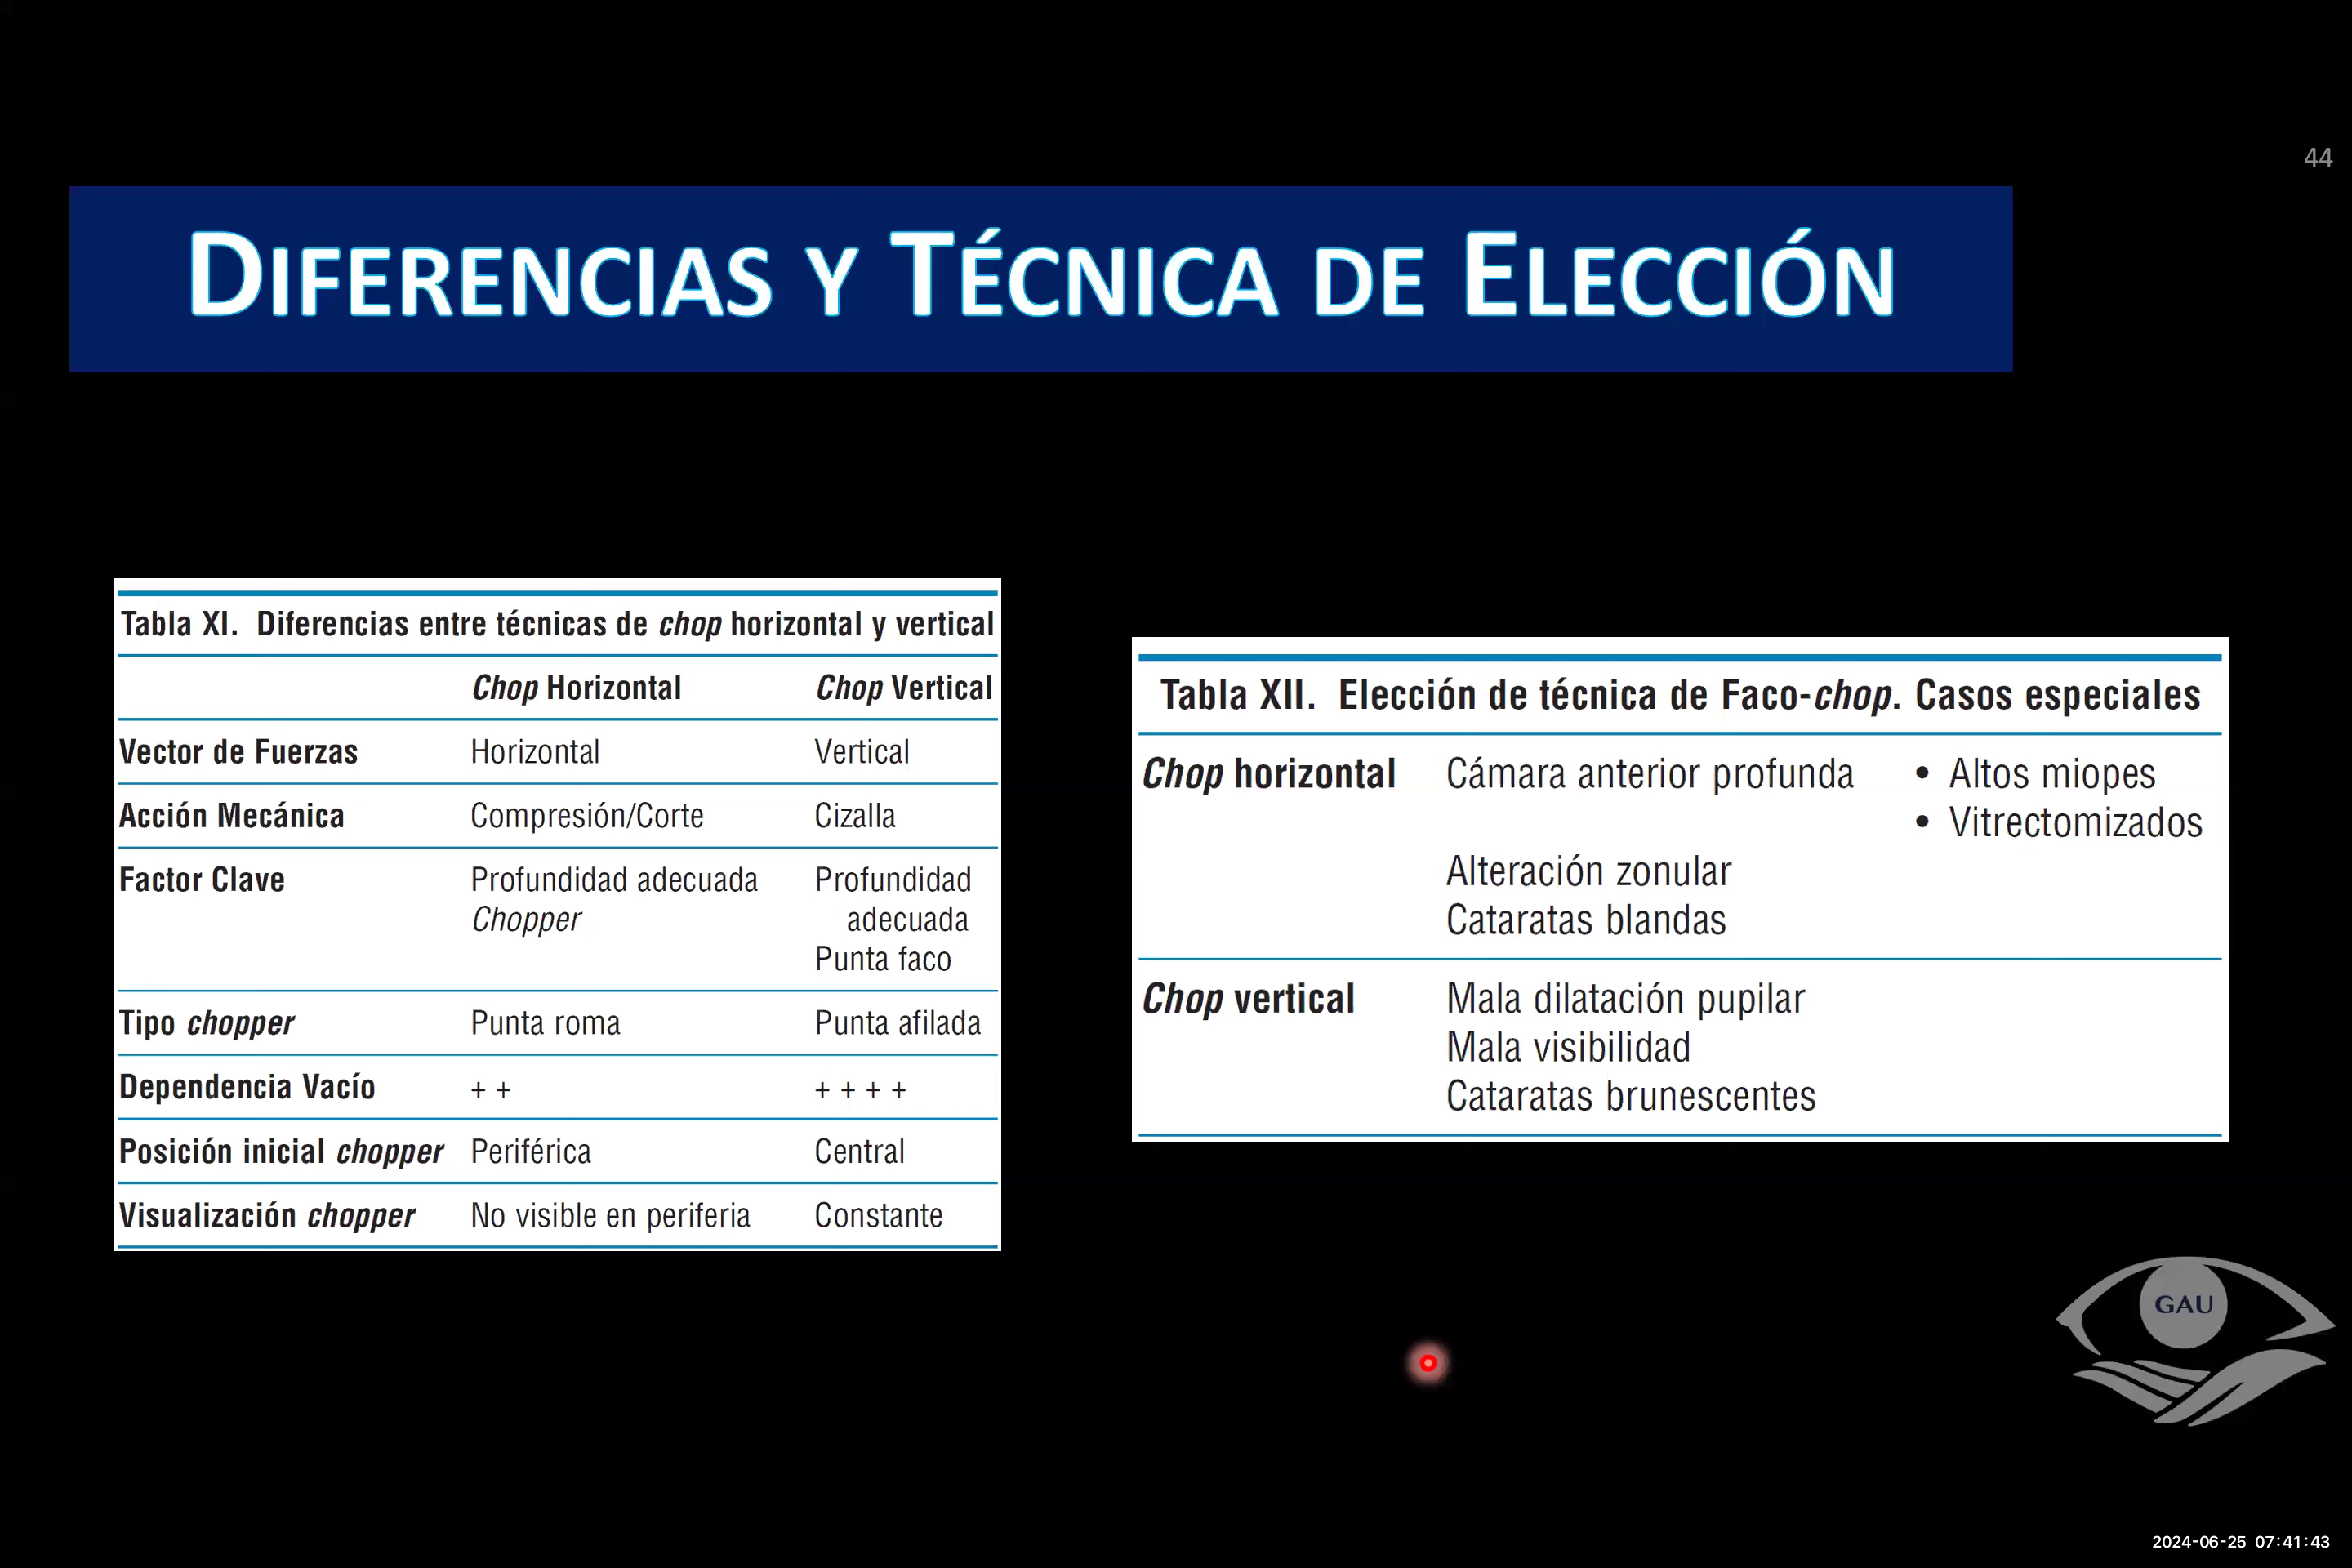 44
Diferencias y Técnica de Elección
Tabla XI. Diferencias entre técnicas de chop horizontal y vertical
Chop Horizontal Chop Vertical
Vector de Fuerzas Horizontal Vertical
Acción Mecánica Compresión/Corte Cizalla
Factor Clave Profundidad adecuada Profundidad
Chopper adecuada
Punta faco
Tipo chopper Punta roma Punta afilada
Dependencia Vacío + + + + + +
Posición inicial chopper Periférica Central
Visualización chopper No visible en periferia Constante
Tabla XII. Elección de técnica de Faco-chop. Casos especiales
Chop horizontal Cámara anterior profunda • Altos miopes
• Vitrectomizados
Alteración zonular
Cataratas blandas
Chop vertical Mala dilatación pupilar
Mala visibilidad
Cataratas brunescentes
GAU
2024-06-25 07:41:43